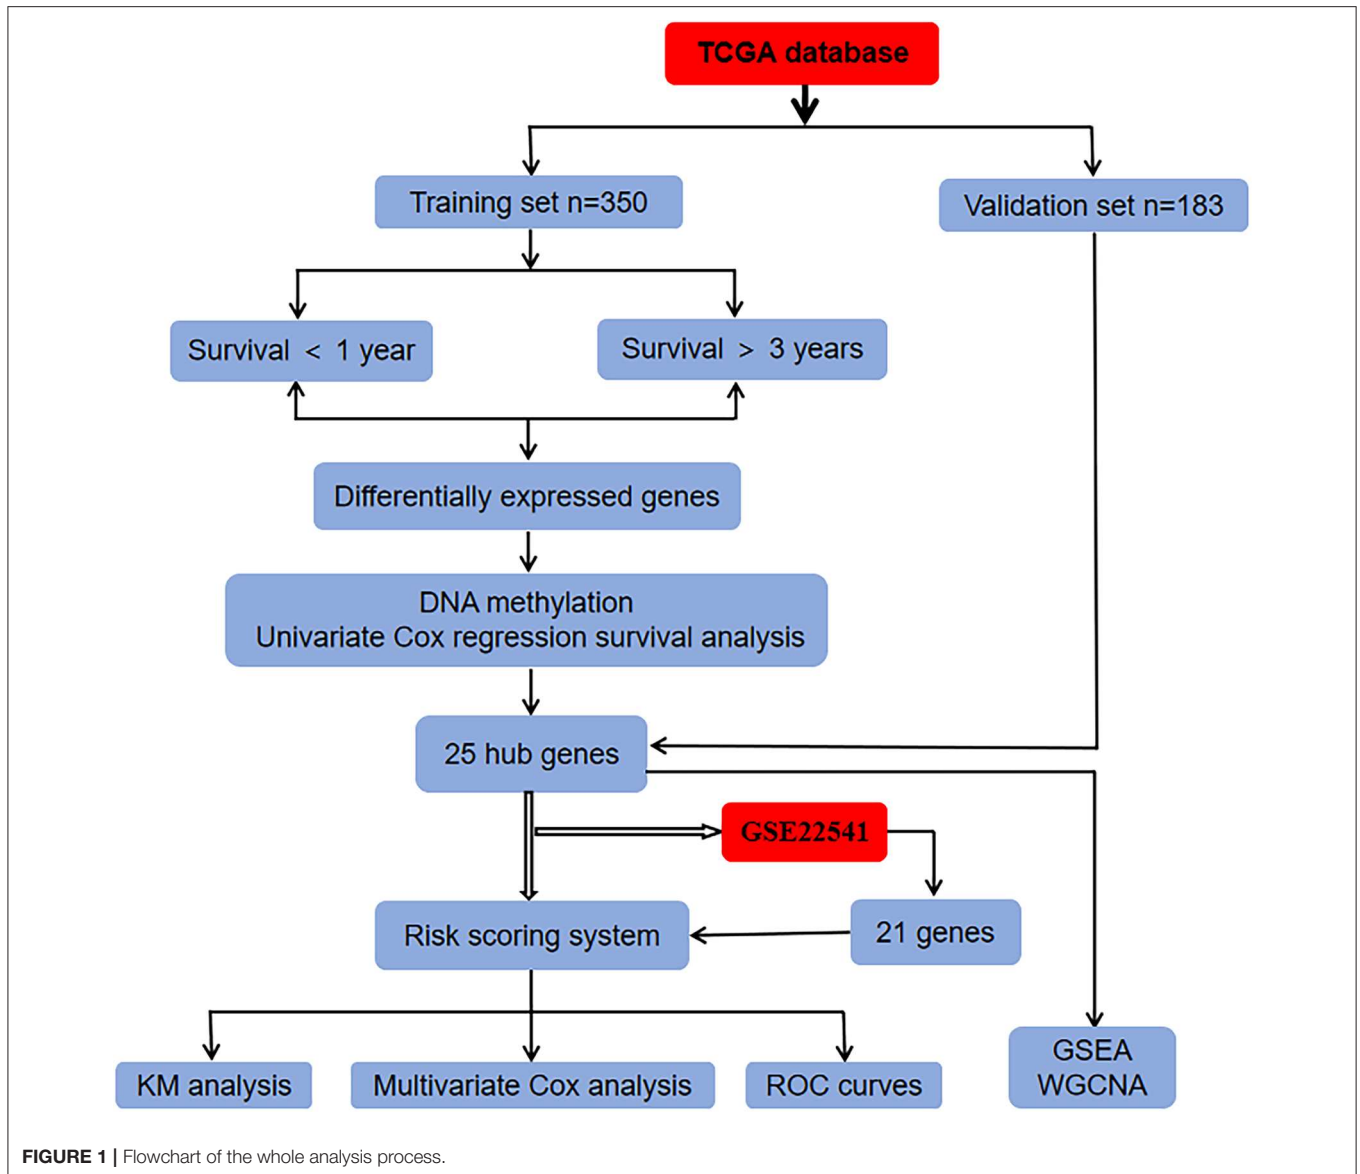 TCGA database
Training set n=350
Validation set n=183
Survival < 1 year
Survival > 3 years
Differentially expressed genes
DNA methylation
Univariate Cox regression survival analysis
25 hub genes
GSE22541
21 genes
Risk scoring system
KM analysis
Multivariate Cox analysis
ROC curves
GSEA
WGCNA
FIGURE 1 | Flowchart of the whole analysis process.